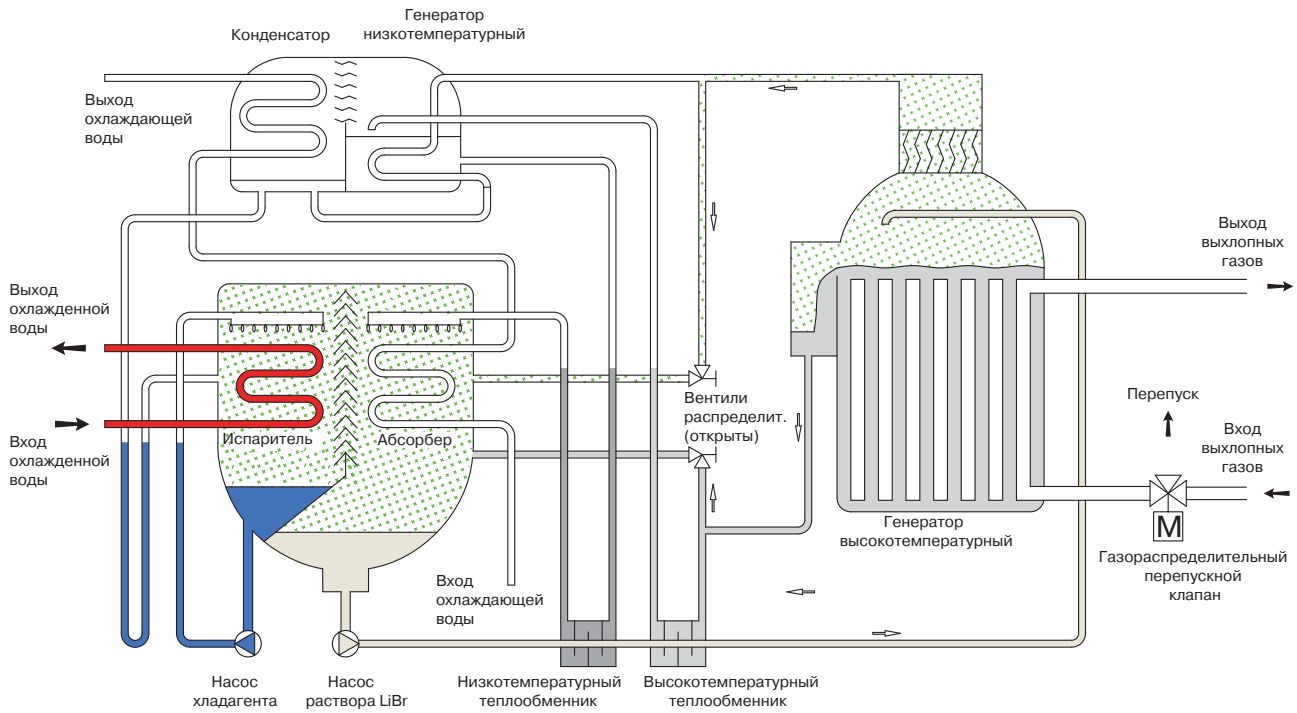 Генератор
низкотемпературный
Конденсатор
Выход
охлаждающей
воды
Выход
выхлопных
газов
Выход
охлажденной
воды
Вентили
распределит.
(открыты)
Перепуск
Испаритель
Абсорбер
Вход
охлажденной
воды
Вход
выхлопных
газов
Генератор
высокотемпературный
M
Газораспределительный
перепускной
клапан
Вход
охлаждающей
воды
Насос
хладагента
Насос
раствора LiBr
Низкотемпературный
теплообменник
Высокотемпературный
теплообменник